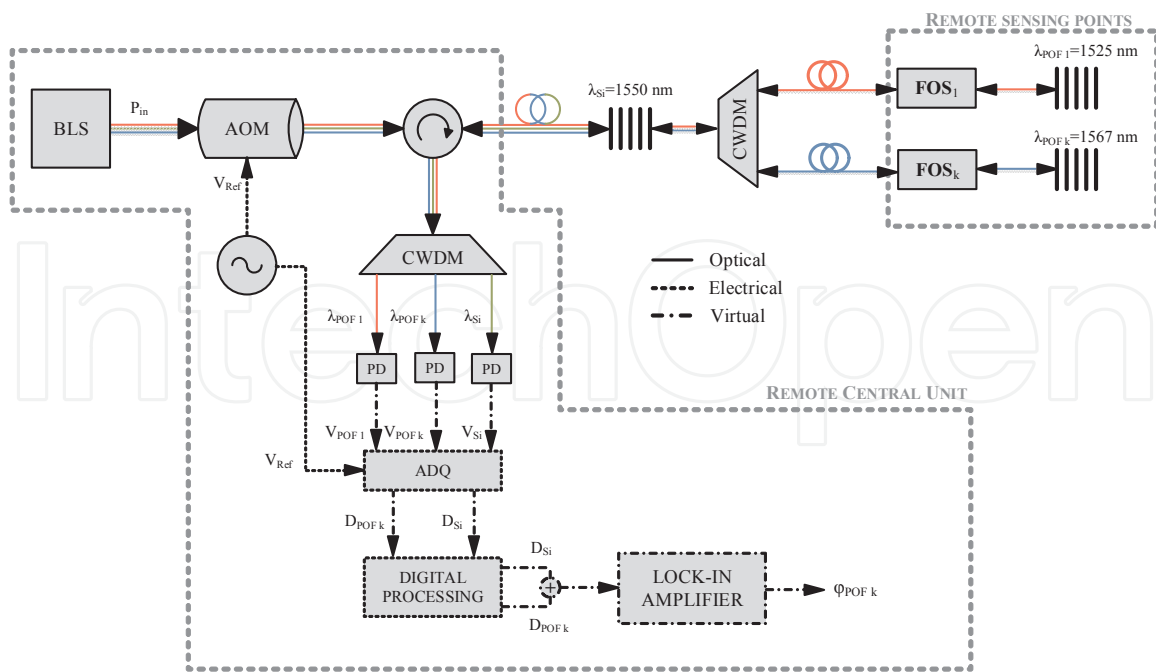 REMOTE SENSING POINTS
λPOF 1=1525 nm
λSi=1550 nm
FOS1
BLS
Pin
AOM
CWDM
λPOF k=1567 nm
FOSk
VRef
CWDM
Optical
Electrical
Virtual
λPOF 1
λPOF k
λSi
PD
PD
PD
REMOTE CENTRAL UNIT
VPOF 1
VPOF k
VSi
VRef
ADQ
DPOF k
DSi
DSi
DIGITAL
PROCESSING
+
LOCK-IN
AMPLIFIER
φPOF k
DPOF k
IntechOpen